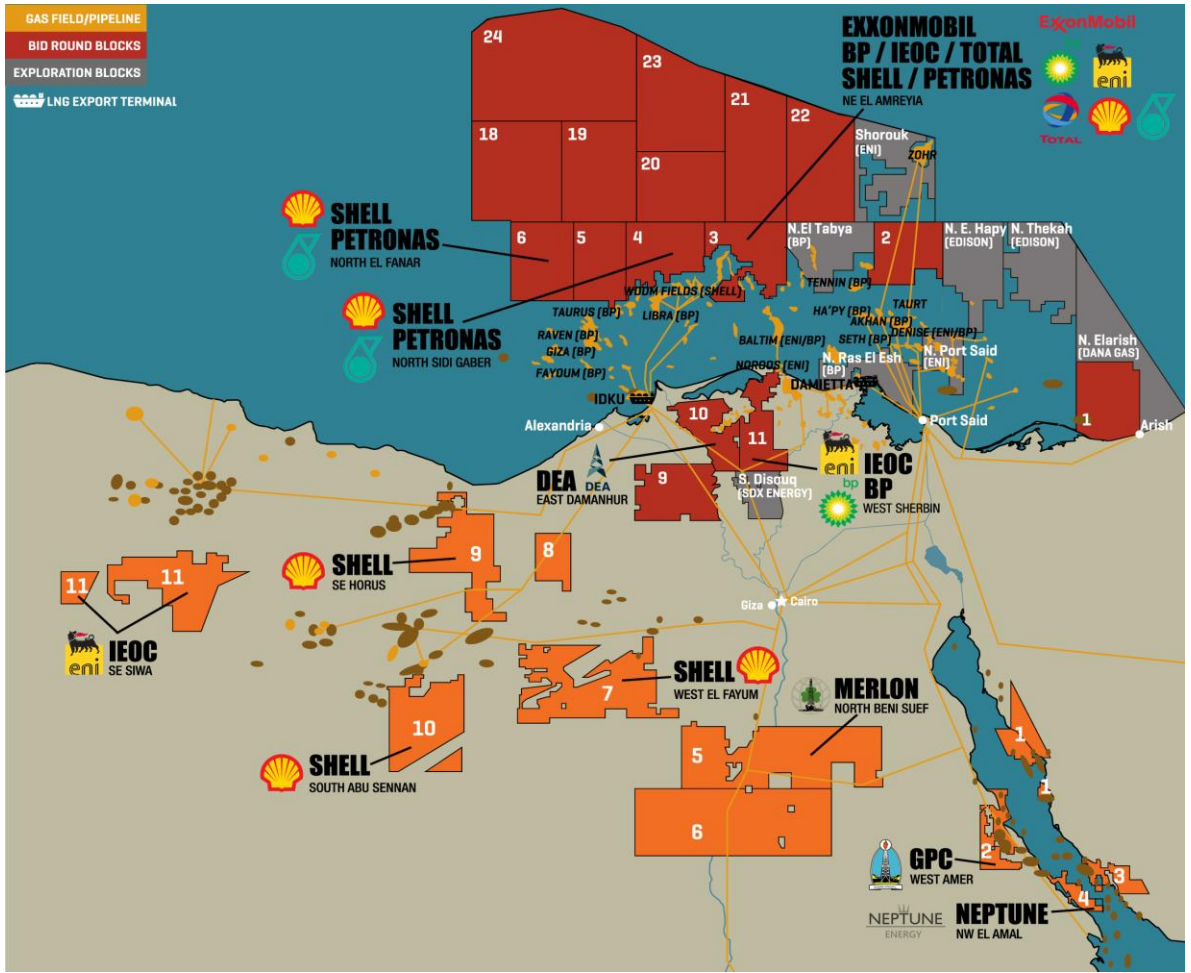 GAS FIELD/PIPELINE
BID ROUND BLOCKS
EXPLORATION BLOCKS
LNG EXPORT TERMINAL
EXXONMOBIL
BP / IEOC / TOTAL
SHELL / PETRONAS
NE EL AMREYIA
ExxonMobil
bp
eni
TOTAL
24
23
21
22
18
19
20
Shorouk
[ENI]
ZOHR
SHELL
PETRONAS
NORTH EL FANAR
6
5
4
3
N.El Tabya
[BP]
2
N. E. Hapy
[EDISON]
N. Thekah
[EDISON]
SHELL
PETRONAS
NORTH SIDI GABER
WDDM FIELDS [SHELL]
TENNIN [BP]
TAURUS [BP]
LIBRA [BP]
HA'PY [BP]
TAURT
AKHAN [BP]
RAVEN [BP]
BALTIM [ENI/BP]
SETH [BP]
DENISE [ENI/BP]
GIZA [BP]
FAYOUM [BP]
NOROOS [ENI]
N. Ras El Esh
[BP]
N. Port Said
[ENI]
N. Elarish
[DANA GAS]
DAMIETTA
IDKU
Alexandria
10
11
Port Said
1
Arish
DEA
DEA
EAST DAMANHUR
9
S. Disouq
[SDX ENERGY]
eni
bp
IEOC
BP
WEST SHERBIN
9
8
SHELL
SE HORUS
11
11
eni
IEOC
SE SIWA
Giza
Cairo
7
SHELL
WEST EL FAYUM
10
SHELL
SOUTH ABU SENNAN
MERLON
NORTH BENI SUEF
5
6
1
1
2
3
4
GPC
WEST AMER
NEPTUNE
ENERGY
NEPTUNE
NW EL AMAL